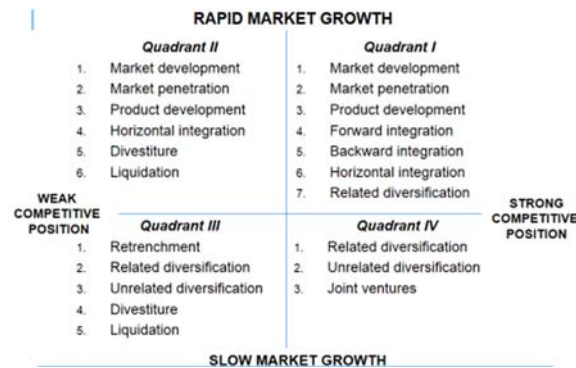 RAPID MARKET GROWTH
Quadrant II
1. Market development
2. Market penetration
3. Product development
4. Horizontal integration
5. Divestiture
6. Liquidation
Quadrant I
1. Market development
2. Market penetration
3. Product development
4. Forward integration
5. Backward integration
6. Horizontal integration
7. Related diversification
WEAK
COMPETITIVE
POSITION
STRONG
COMPETITIVE
POSITION
Quadrant III
1. Retrenchment
2. Related diversification
3. Unrelated diversification
4. Divestiture
5. Liquidation
Quadrant IV
1. Related diversification
2. Unrelated diversification
3. Joint ventures
SLOW MARKET GROWTH